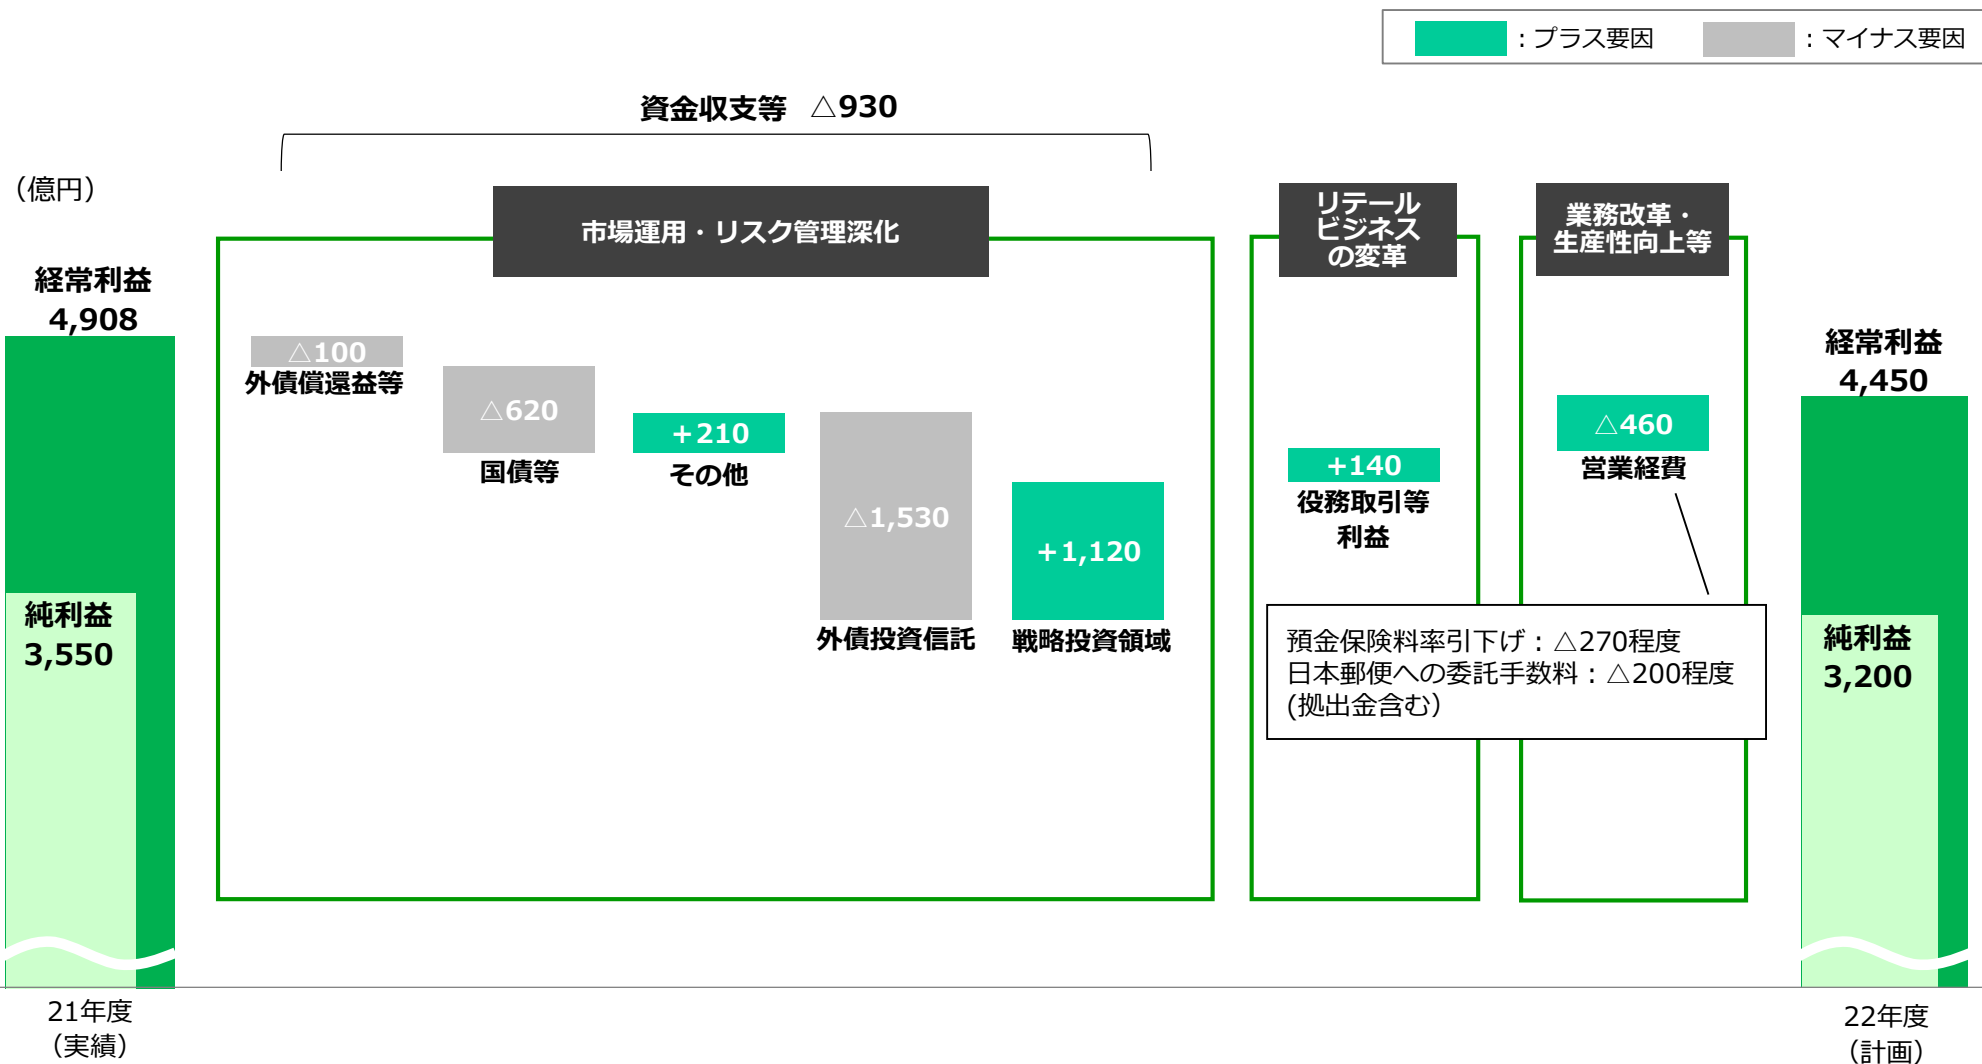 ：プラス要因
：マイナス要因
資金収支等 △930
（億円）
市場運用・リスク管理深化
リテール
ビジネス
の変革
業務改革・
生産性向上等
経常利益
4,908
純利益
3,550
△100
外債償還益等
△620
国債等
＋210
その他
△1,530
外債投資信託
＋1,120
戦略投資領域
＋140
役務取引等
利益
△460
営業経費
預金保険料率引下げ：△270程度
日本郵便への委託手数料：△200程度
(拠出金含む）
経常利益
4,450
純利益
3,200
21年度
（実績）
22年度
（計画）